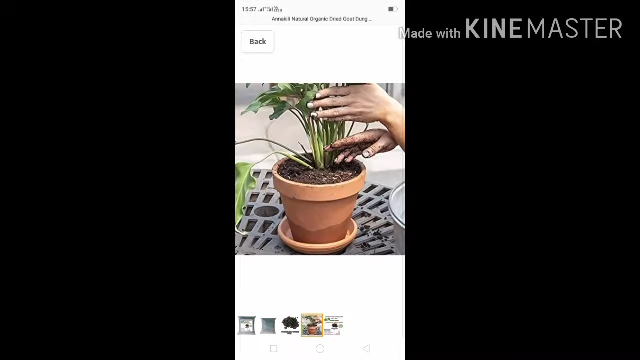 15:57
Annakili Natural Organic Dried Goat Dung...
Made with KINEMASTER
Back